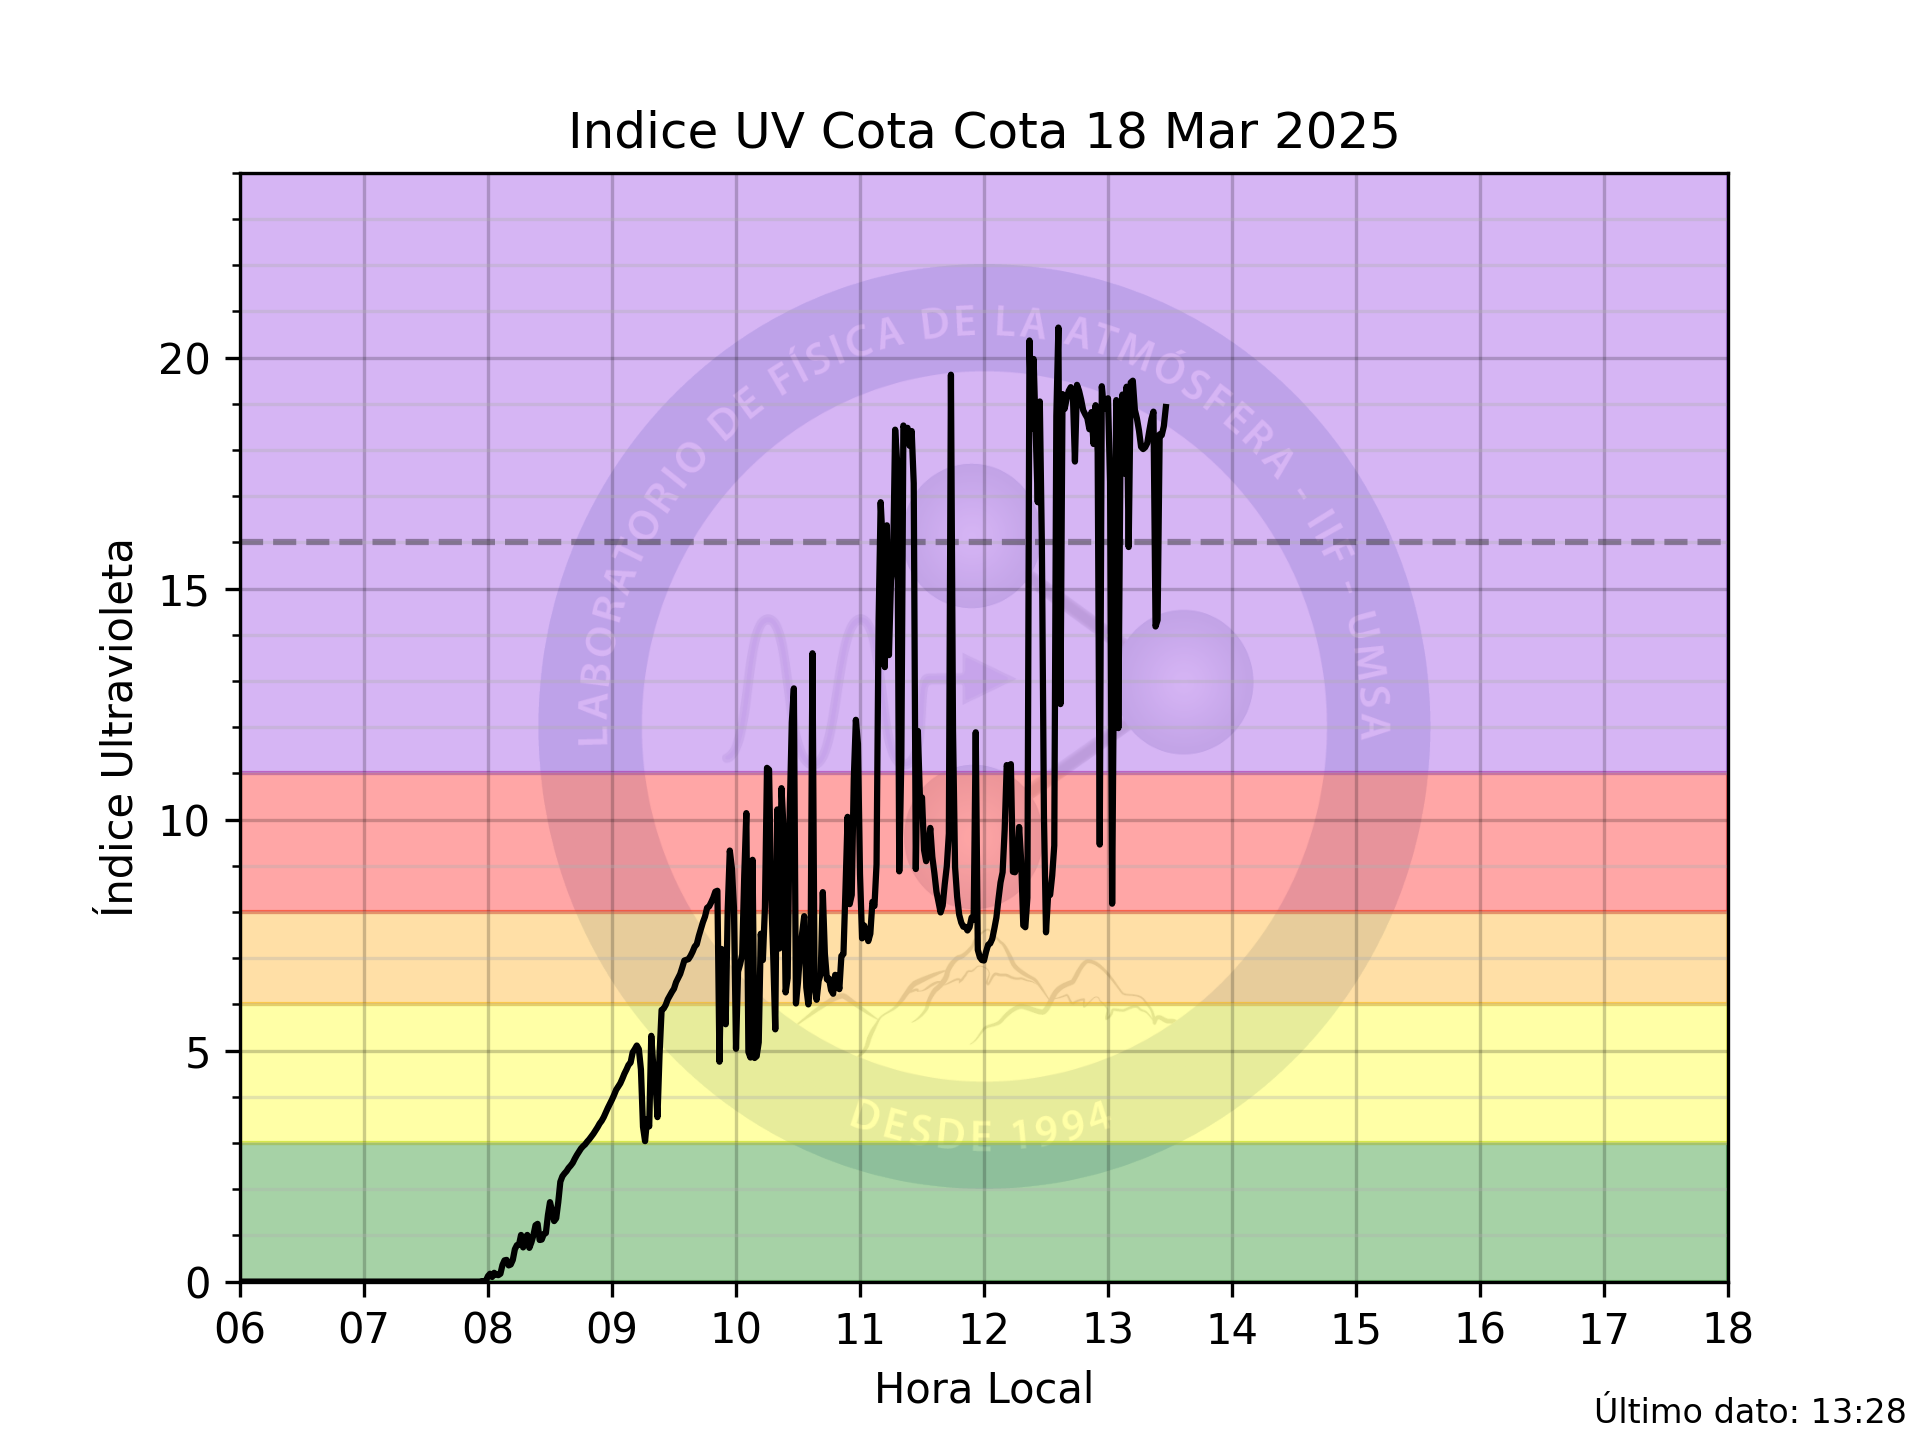 Indice UV Cota Cota 18 Mar 2025
Índice Ultravioleta
20
15
10
5
0
LABORATORIO DE FÍSICA DE LA ATMÓSFERA - IIF - UMSA
DESDE 1994
06 07 08 09 10 11 12 13 14 15 16 17 18
Hora Local
Último dato: 13:28